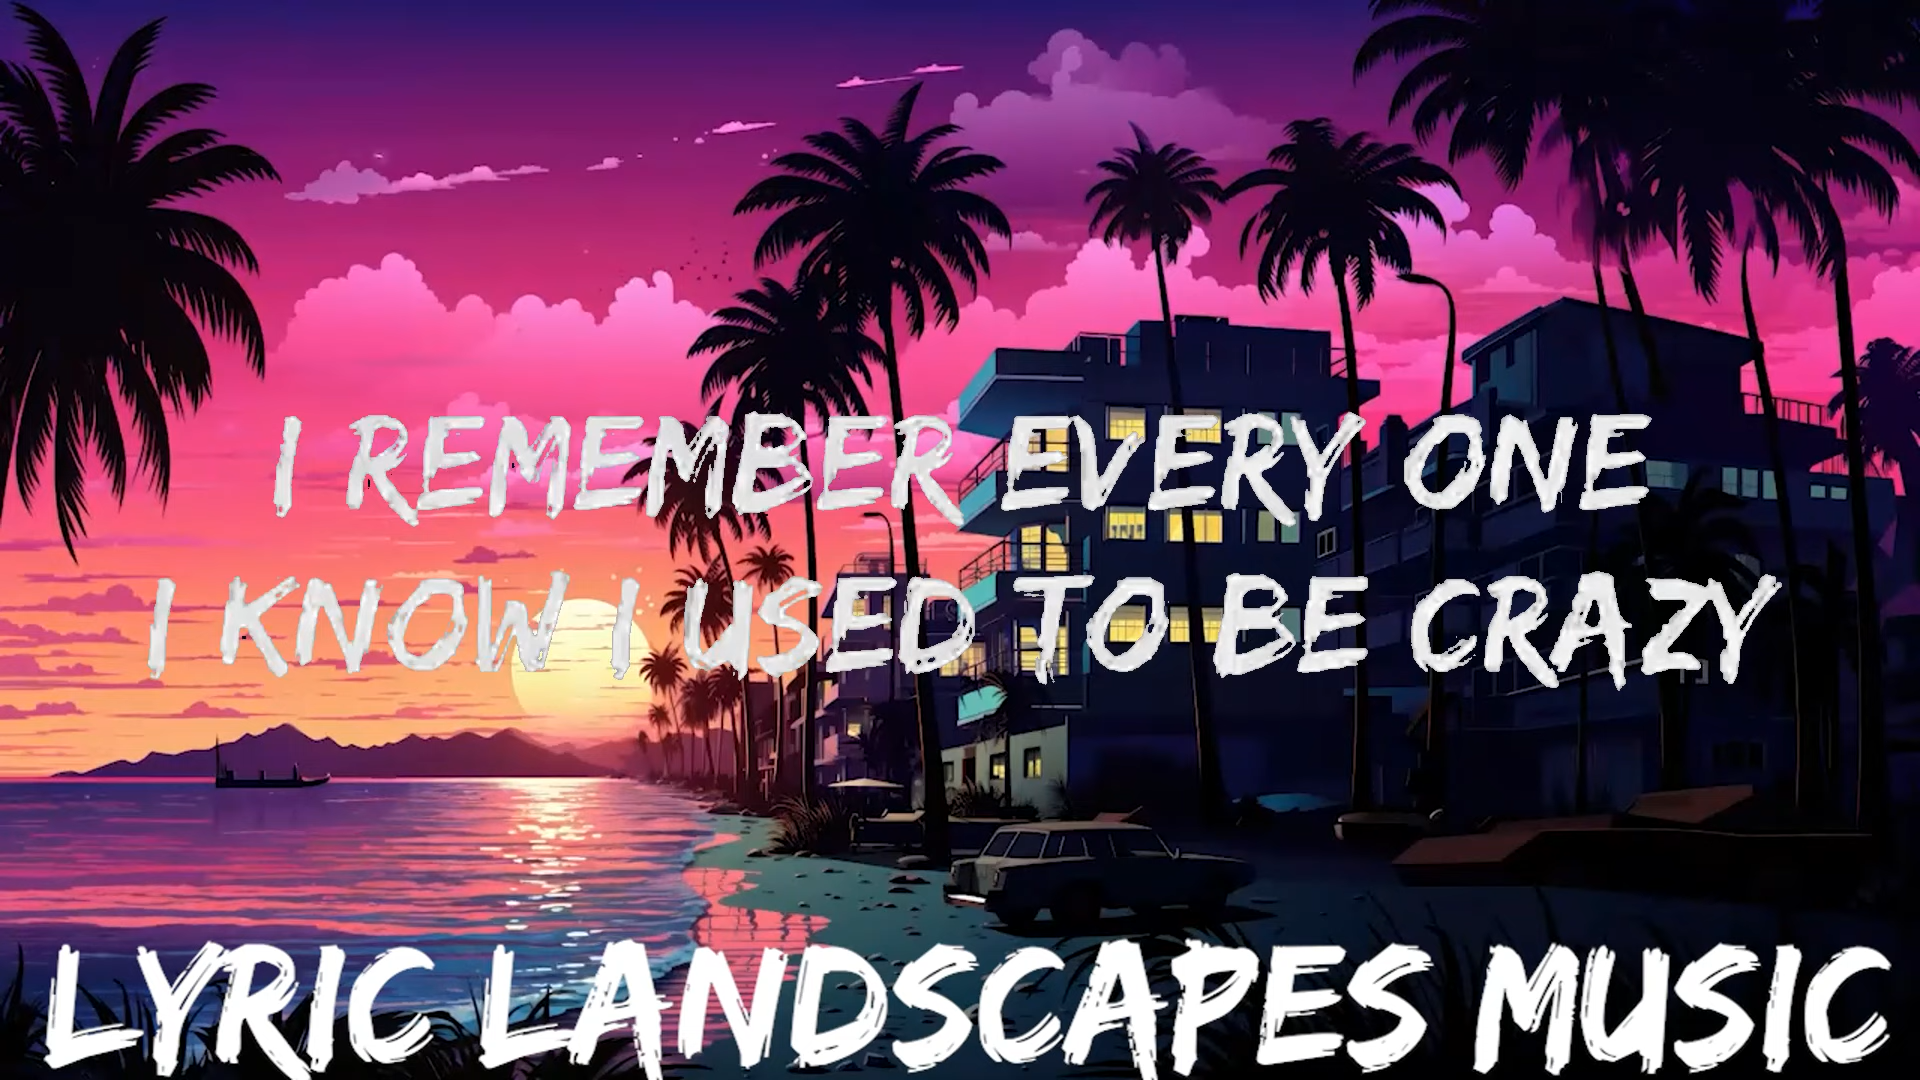 I REMEMBER EVERY ONE
I KNOW I USED TO BE CRAZY
LYRIC LANDSCAPES MUSIC